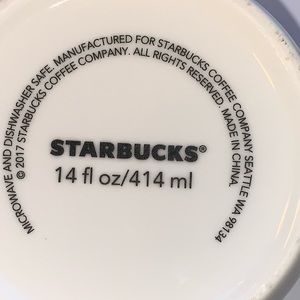 MICROWAVE AND DISHWASHER SAFE. MANUFACTURED FOR STARBUCKS COFFEE COMPANY SEATTLE WA 98134
© 2017 STARBUCKS COFFEE COMPANY. ALL RIGHTS RESERVED. MADE IN CHINA.
STARBUCKS®
14 fl oz/414 ml